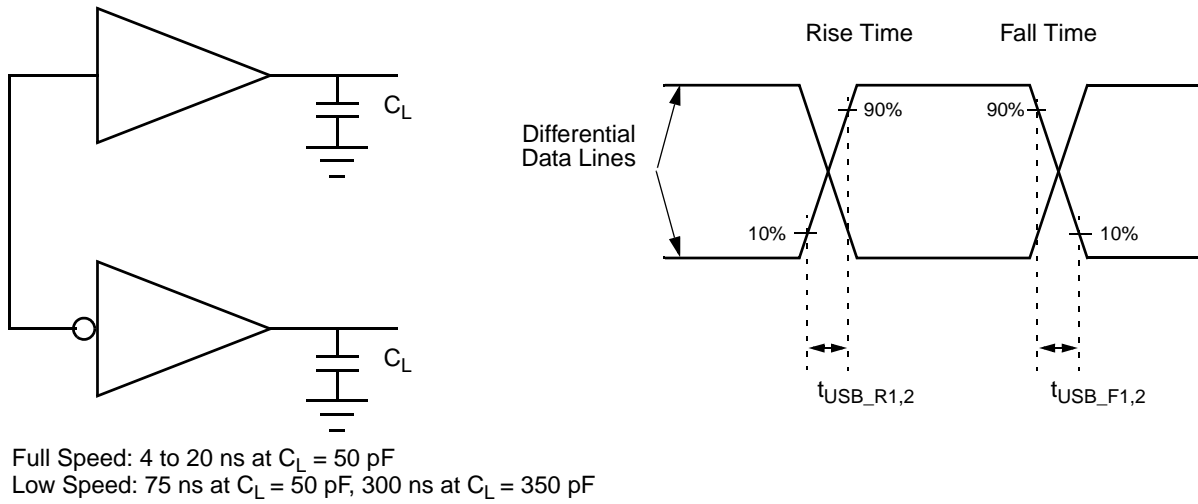 Rise Time
Fall Time
C_L
90%
90%
Differential
Data Lines
10%
10%
C_L
t_USB_R1,2
t_USB_F1,2
Full Speed: 4 to 20 ns at C_L = 50 pF
Low Speed: 75 ns at C_L = 50 pF, 300 ns at C_L = 350 pF